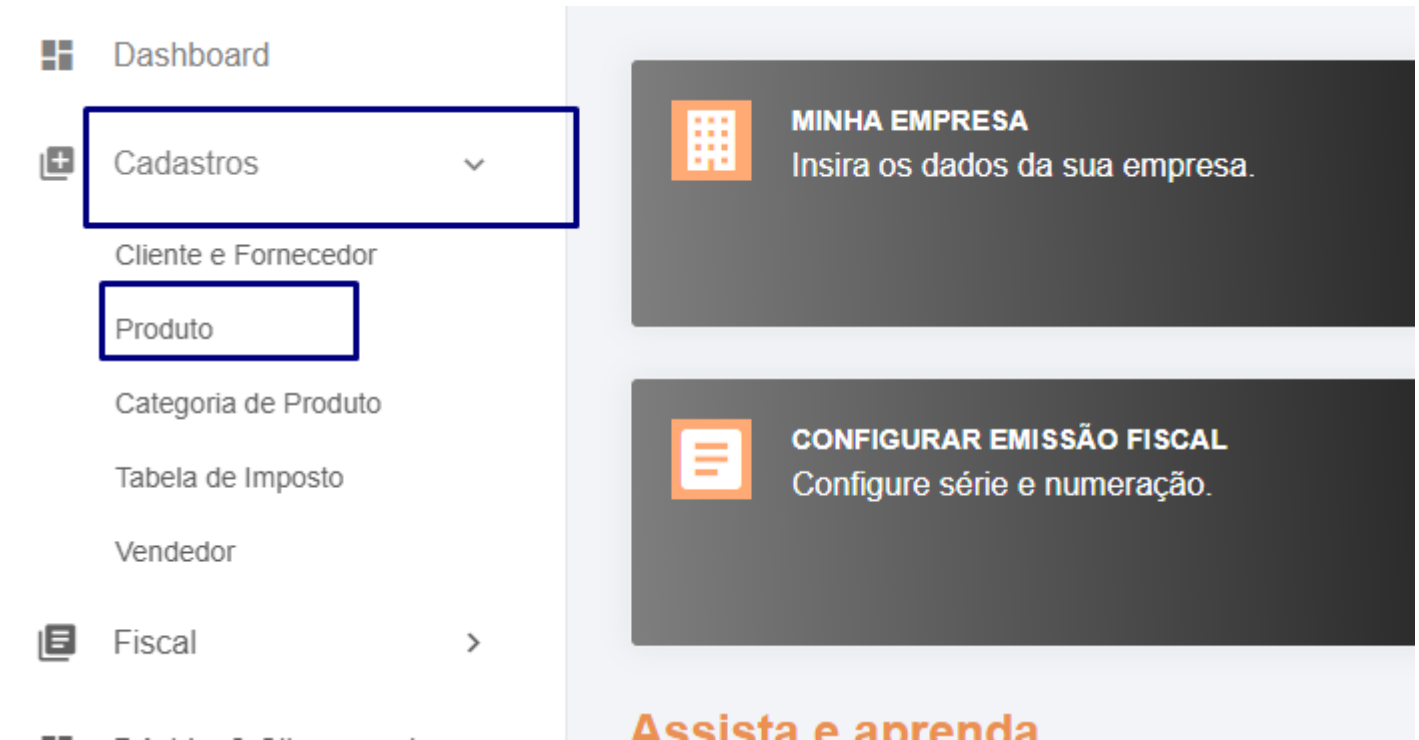 Dashboard
Cadastros
Cliente e Fornecedor
Produto
Categoria de Produto
Tabela de Imposto
Vendedor
Fiscal
MINHA EMPRESA
Insira os dados da sua empresa.
CONFIGURAR EMISSÃO FISCAL
Configure série e numeração.
Assista e aprenda